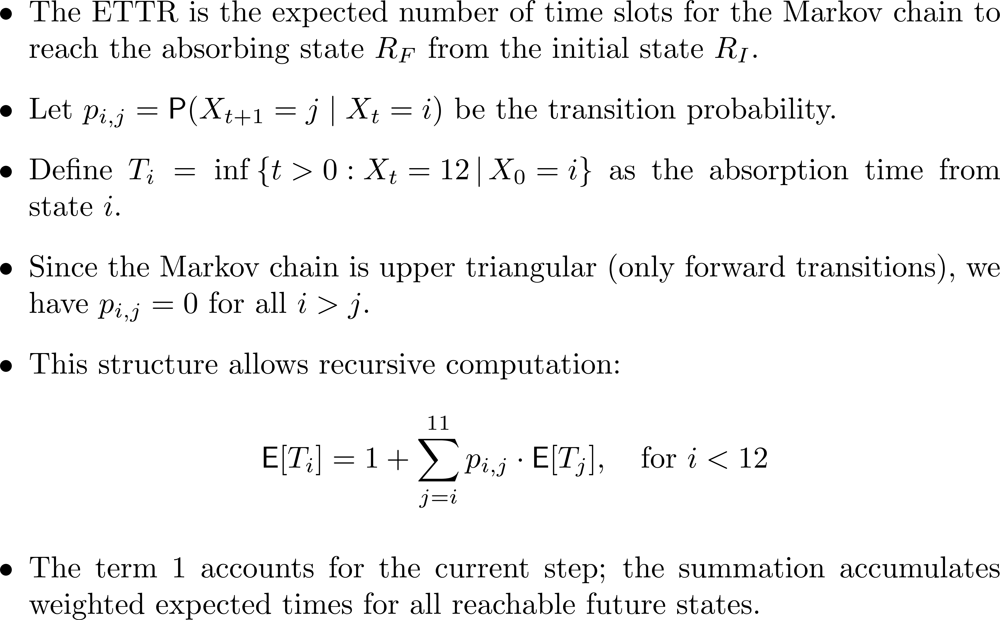 • The ETTR is the expected number of time slots for the Markov chain to
reach the absorbing state $R_F$ from the initial state $R_I$.
• Let $p_{i,j} = \mathsf{P}(X_{t+1} = j \mid X_t = i)$ be the transition probability.
• Define $T_i = \inf\{t > 0 : X_t = 12 \mid X_0 = i\}$ as the absorption time from
state $i$.
• Since the Markov chain is upper triangular (only forward transitions), we
have $p_{i,j} = 0$ for all $i > j$.
• This structure allows recursive computation:
$\mathsf{E}[T_i] = 1 + \sum_{j=i}^{11} p_{i,j} \cdot \mathsf{E}[T_j], \quad \text{for } i < 12$
• The term 1 accounts for the current step; the summation accumulates
weighted expected times for all reachable future states.